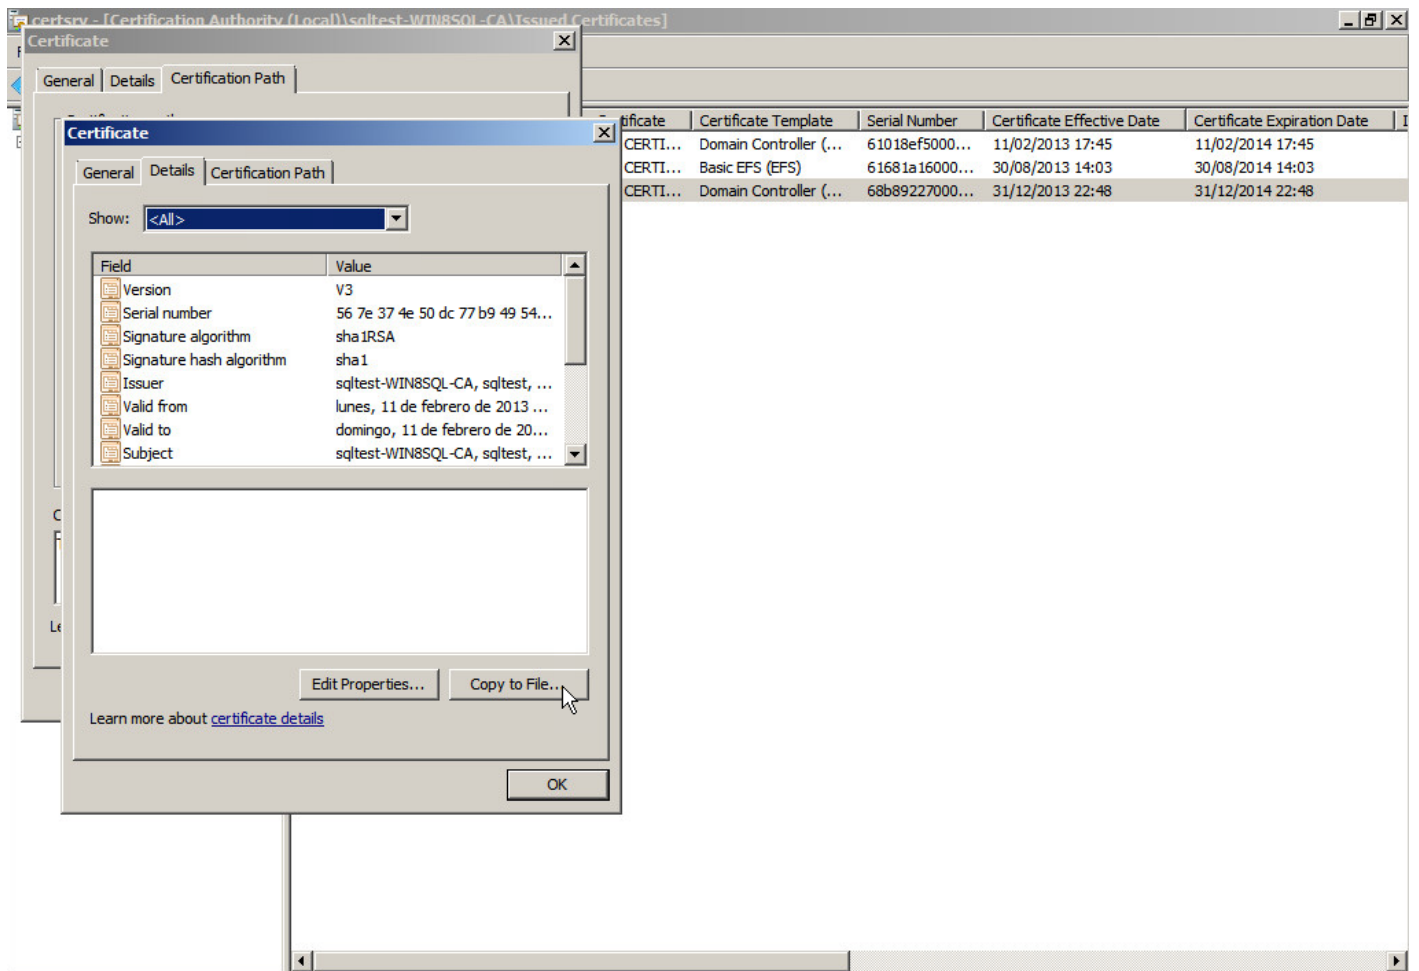 certsrv - [Certification Authority (Local)\sqltest-WIN8SQL-CA\Issued Certificates]
Certificate
General Details Certification Path
Certificate
General Details Certification Path
Show: <All>
Field Value
Version V3
Serial number 56 7e 37 4e 50 dc 77 b9 49 54...
Signature algorithm sha1RSA
Signature hash algorithm sha1
Issuer sqltest-WIN8SQL-CA, sqltest, ...
Valid from lunes, 11 de febrero de 2013 ...
Valid to domingo, 11 de febrero de 20...
Subject sqltest-WIN8SQL-CA, sqltest, ...
Edit Properties... Copy to File...
Learn more about certificate details
OK
tificate Certificate Template Serial Number Certificate Effective Date Certificate Expiration Date I
CERTI... Domain Controller (... 61018ef5000... 11/02/2013 17:45 11/02/2014 17:45
CERTI... Basic EFS (EFS) 61681a16000... 30/08/2013 14:03 30/08/2014 14:03
CERTI... Domain Controller (... 68b89227000... 31/12/2013 22:48 31/12/2014 22:48